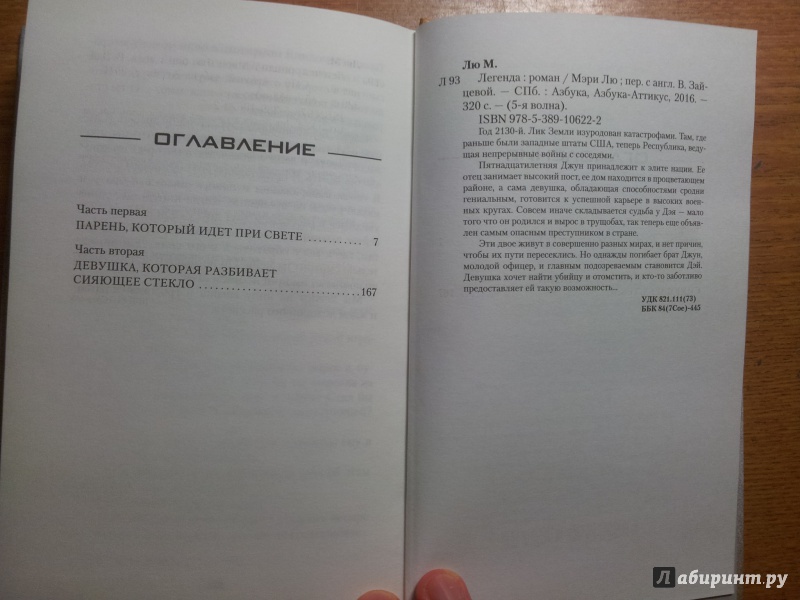 ОГЛАВЛЕНИЕ
Часть первая
ПАРЕНЬ, КОТОРЫЙ ИДЕТ ПРИ СВЕТЕ .......... 7
Часть вторая
ДЕВУШКА, КОТОРАЯ РАЗБИВАЕТ
СИЯЮЩЕЕ СТЕКЛО ..............................167
Лю М.
Л 93 Легенда : роман / Мэри Лю ; пер. с англ. В. Зай-
цевой. — СПб. : Азбука, Азбука-Аттикус, 2016. —
320 с. — (5-я волна).
ISBN 978-5-389-10622-2
Год 2130-й. Лик Земли изуродован катастрофами. Там, где
раньше были западные штаты США, теперь Республика, веду-
щая непрерывные войны с соседями.
Пятнадцатилетняя Джун принадлежит к элите нации. Ее
отец занимает высокий пост, ее дом находится в процветающем
районе, а сама девушка, обладающая способностями сродни
гениальным, готовится к успешной карьере в высоких воен-
ных кругах. Совсем иначе складывается судьба у Дэя — мало
того что он родился и вырос в трущобах, так теперь еще объяв-
лен самым опасным преступником в стране.
Эти двое живут в совершенно разных мирах, и нет причин,
чтобы их пути пересеклись. Но однажды погибает брат Джун,
молодой офицер, и главным подозреваемым становится Дэй.
Девушка хочет найти убийцу и отомстить, и кто-то заботливо
предоставляет ей такую возможность...
УДК 821.111(73)
ББК 84(7Сое)-445
Лабиринт.ру